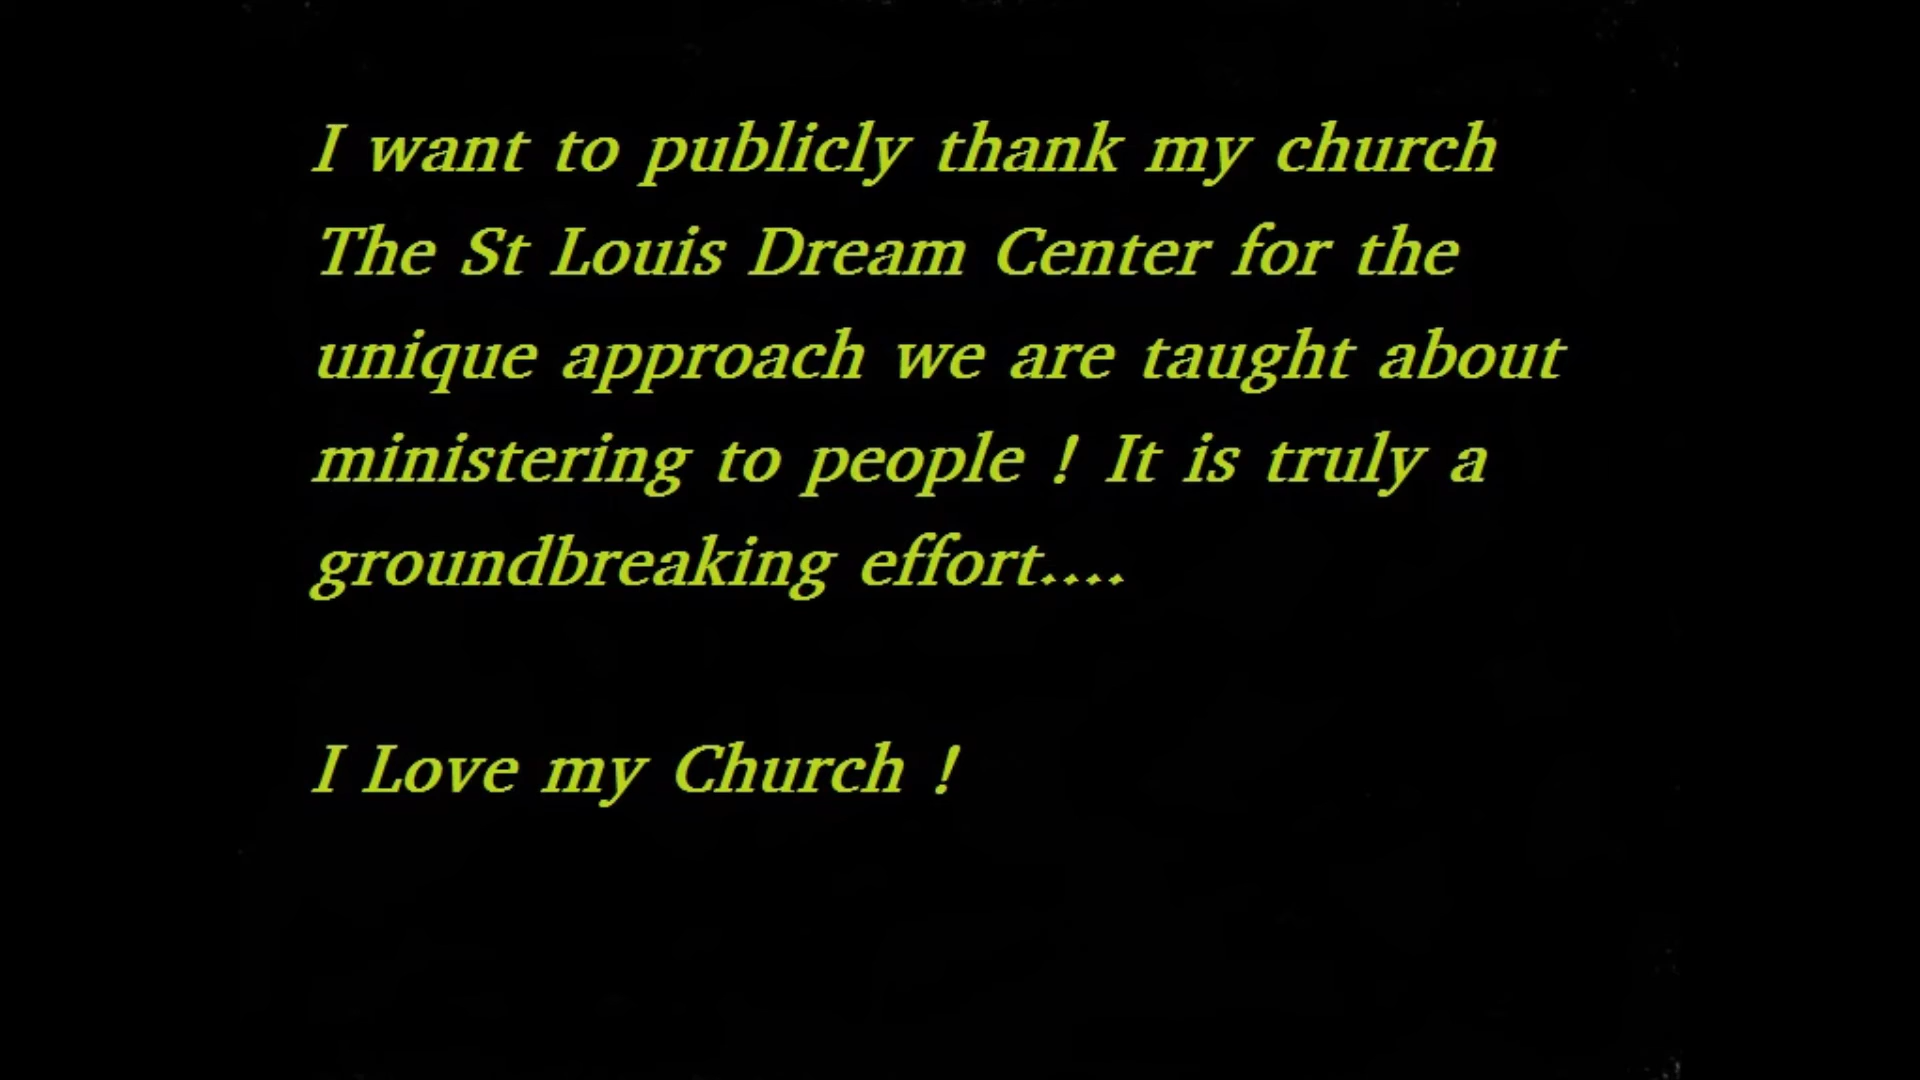 I want to publicly thank my church
The St Louis Dream Center for the
unique approach we are taught about
ministering to people ! It is truly a
groundbreaking effort....
I Love my Church !